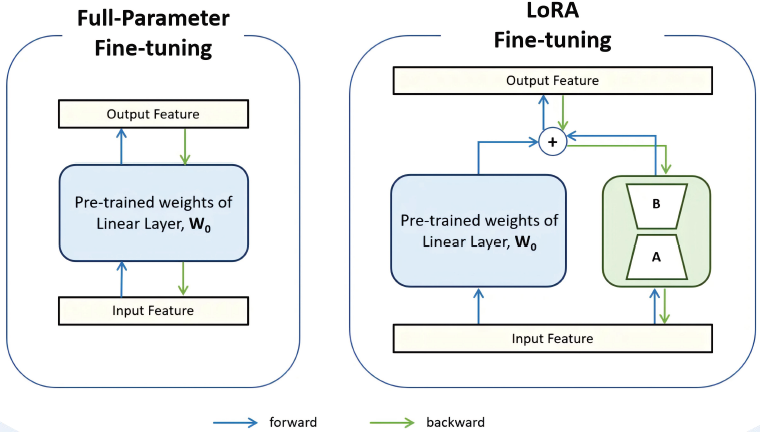 Full-Parameter
Fine-tuning
Output Feature
Pre-trained weights of
Linear Layer, W₀
Input Feature
LoRA
Fine-tuning
Output Feature
+
Pre-trained weights of
Linear Layer, W₀
B
A
Input Feature
forward
backward